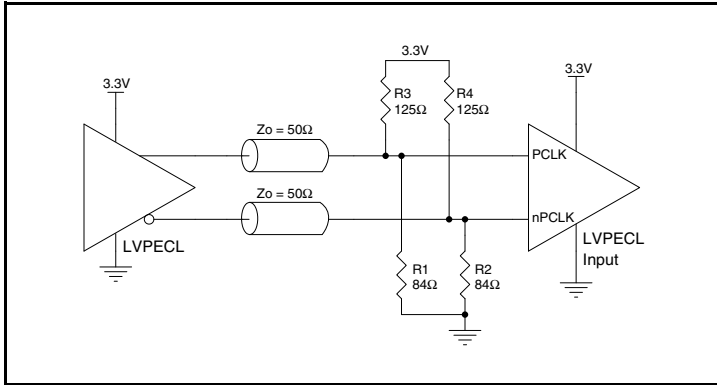 3.3V
3.3V
3.3V
R3
125Ω
R4
125Ω
Zo = 50Ω
PCLK
Zo = 50Ω
nPCLK
LVPECL
LVPECL
Input
R1
84Ω
R2
84Ω